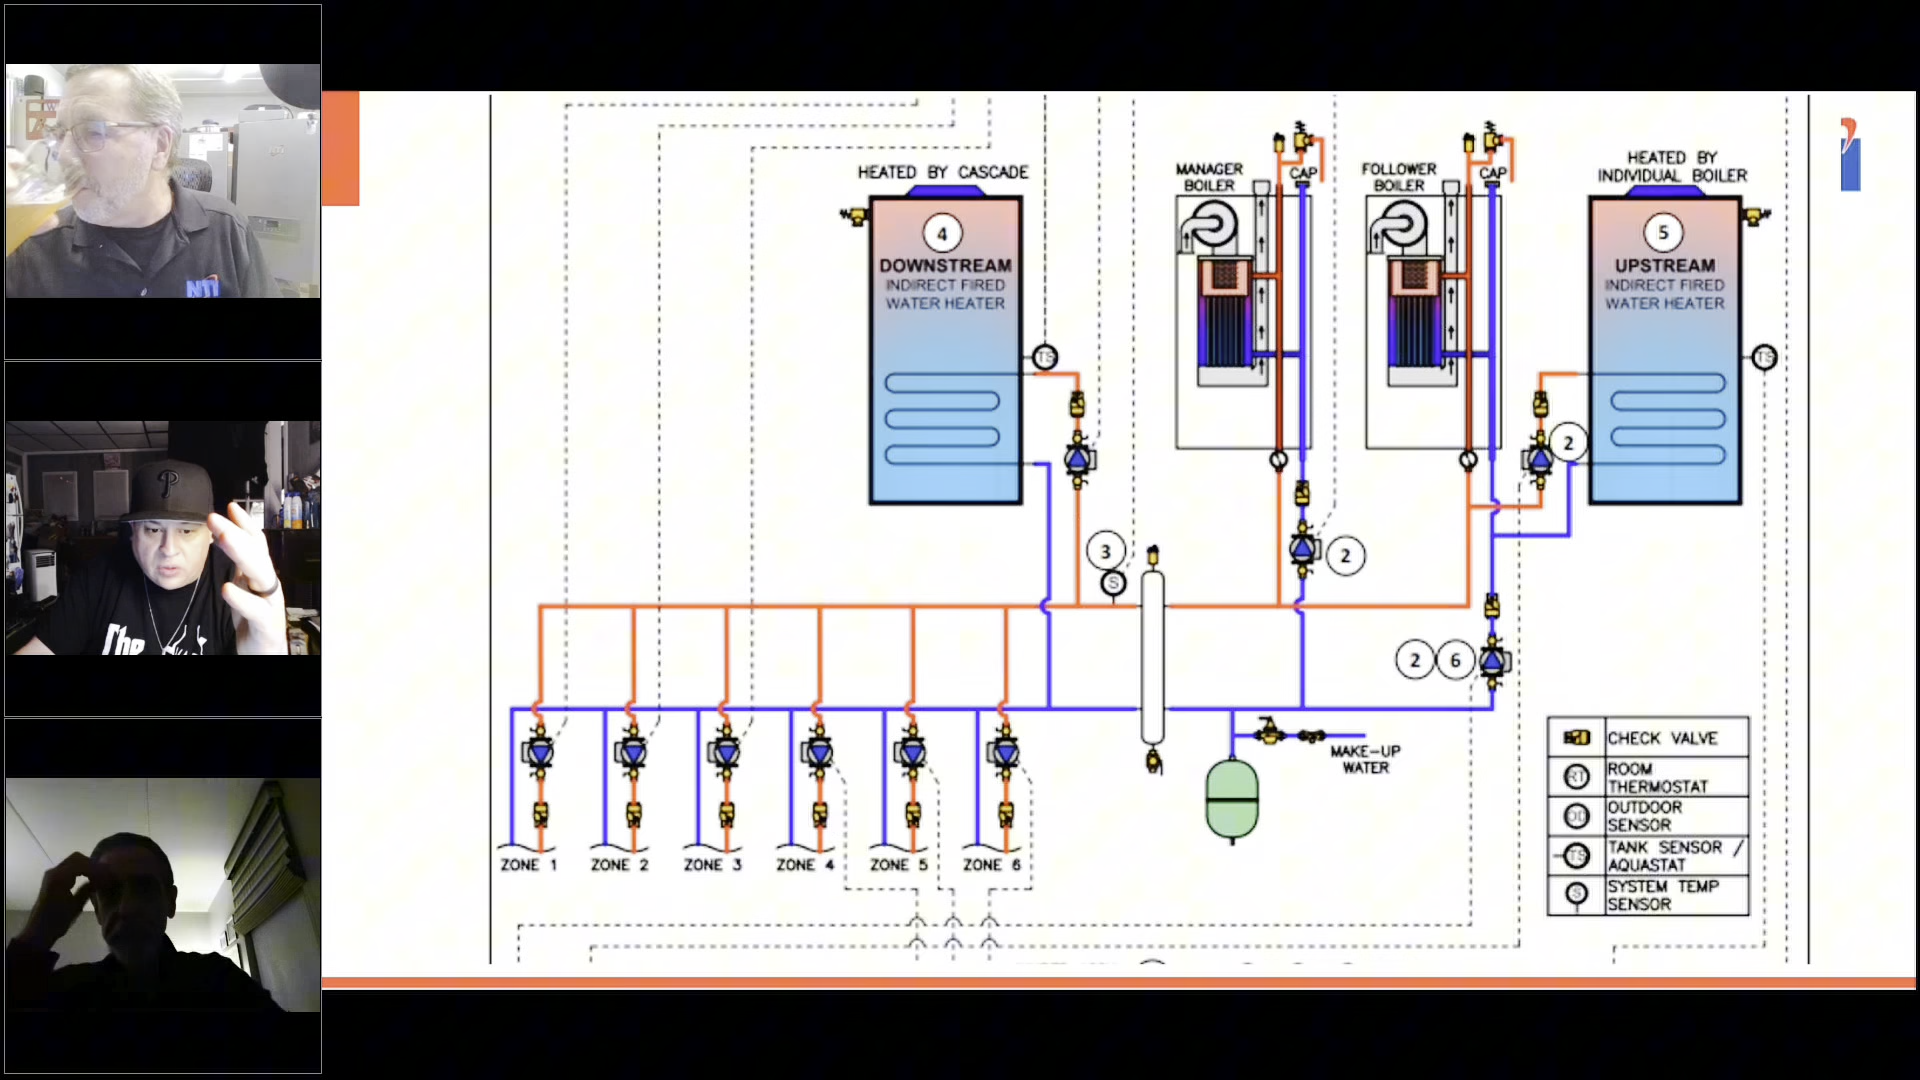 HEATED BY CASCADE
4
DOWNSTREAM
INDIRECT FIRED
WATER HEATER
TS
MANAGER
BOILER
CAP
FOLLOWER
BOILER
CAP
HEATED BY
INDIVIDUAL BOILER
5
UPSTREAM
INDIRECT FIRED
WATER HEATER
TS
2
3
S
2
2
6
MAKE-UP
WATER
ZONE 1
ZONE 2
ZONE 3
ZONE 4
ZONE 5
ZONE 6
CHECK VALVE
RT
ROOM
THERMOSTAT
OD
OUTDOOR
SENSOR
TS
TANK SENSOR /
AQUASTAT
S
SYSTEM TEMP
SENSOR
NTI
P
The